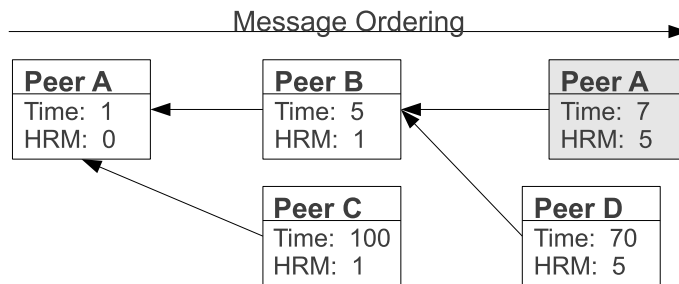 Message Ordering
Peer A
Time: 1
HRM: 0
Peer B
Time: 5
HRM: 1
Peer A
Time: 7
HRM: 5
Peer C
Time: 100
HRM: 1
Peer D
Time: 70
HRM: 5